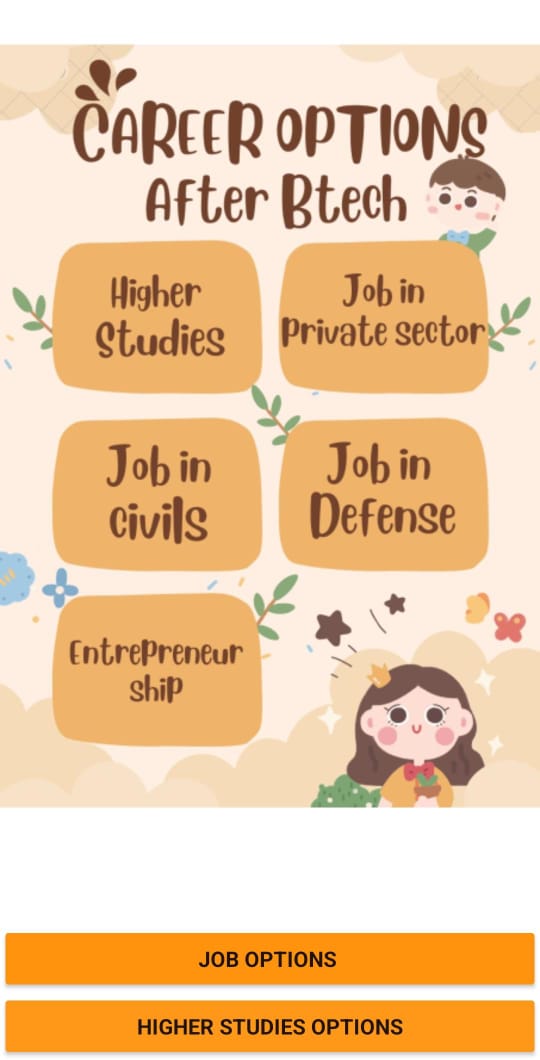 CAREER OPTIONS
After Btech
Higher
Studies
Job in
Private sector
Job in
civils
Job in
Defense
Entrepreneur
ship
JOB OPTIONS
HIGHER STUDIES OPTIONS